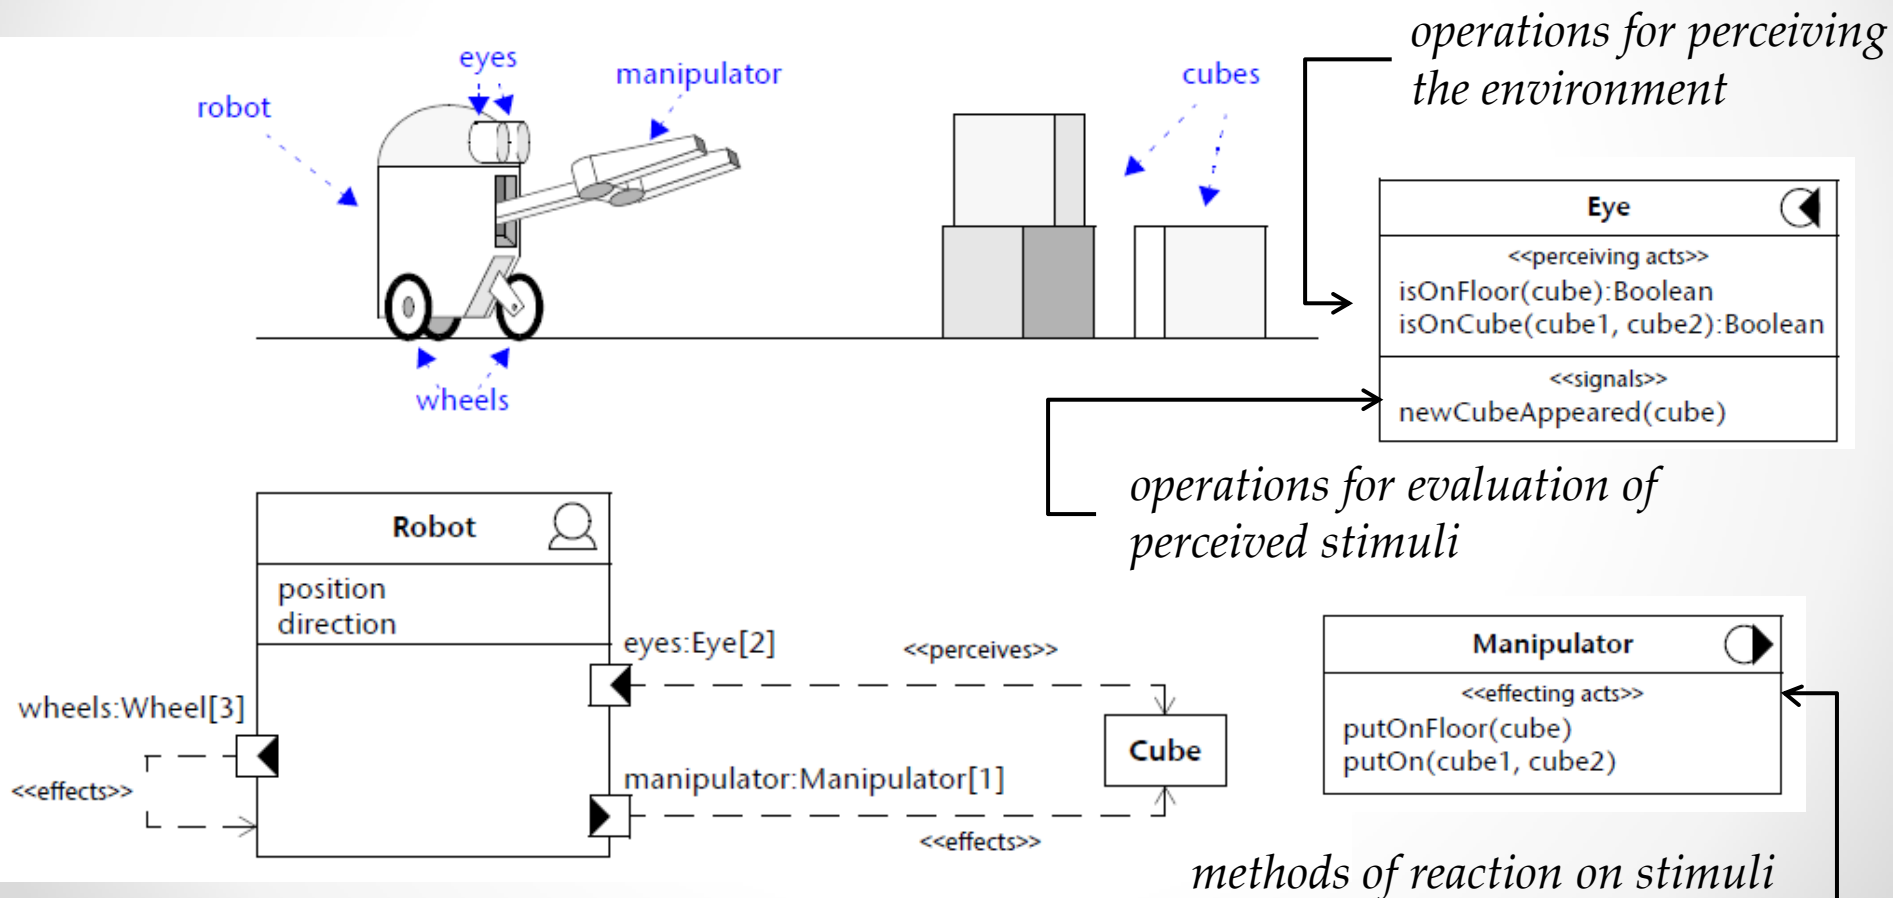 operations for perceiving
the environment
eyes
manipulator
cubes
robot
wheels
Eye
<<perceiving acts>>
isOnFloor(cube):Boolean
isOnCube(cube1, cube2):Boolean
<<signals>>
newCubeAppeared(cube)
operations for evaluation of
perceived stimuli
Robot
position
direction
eyes:Eye[2]
<<perceives>>
wheels:Wheel[3]
<<effects>>
Cube
manipulator:Manipulator[1]
<<effects>>
Manipulator
<<effecting acts>>
putOnFloor(cube)
putOn(cube1, cube2)
methods of reaction on stimuli